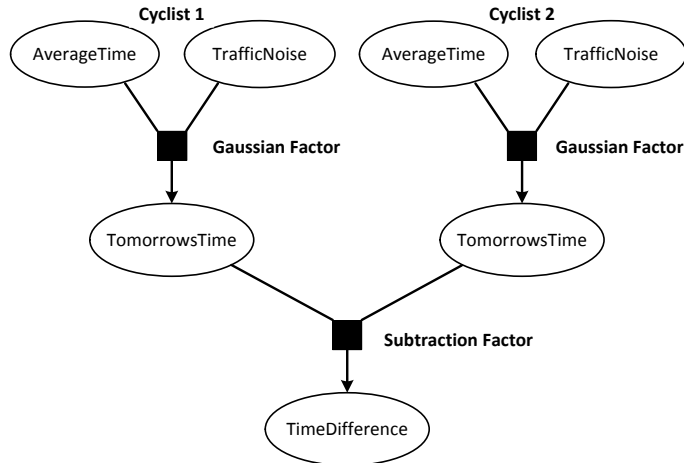 Cyclist 1 Cyclist 2
AverageTime TrafficNoise AverageTime TrafficNoise
Gaussian Factor Gaussian Factor
TomorrowsTime TomorrowsTime
Subtraction Factor
TimeDifference